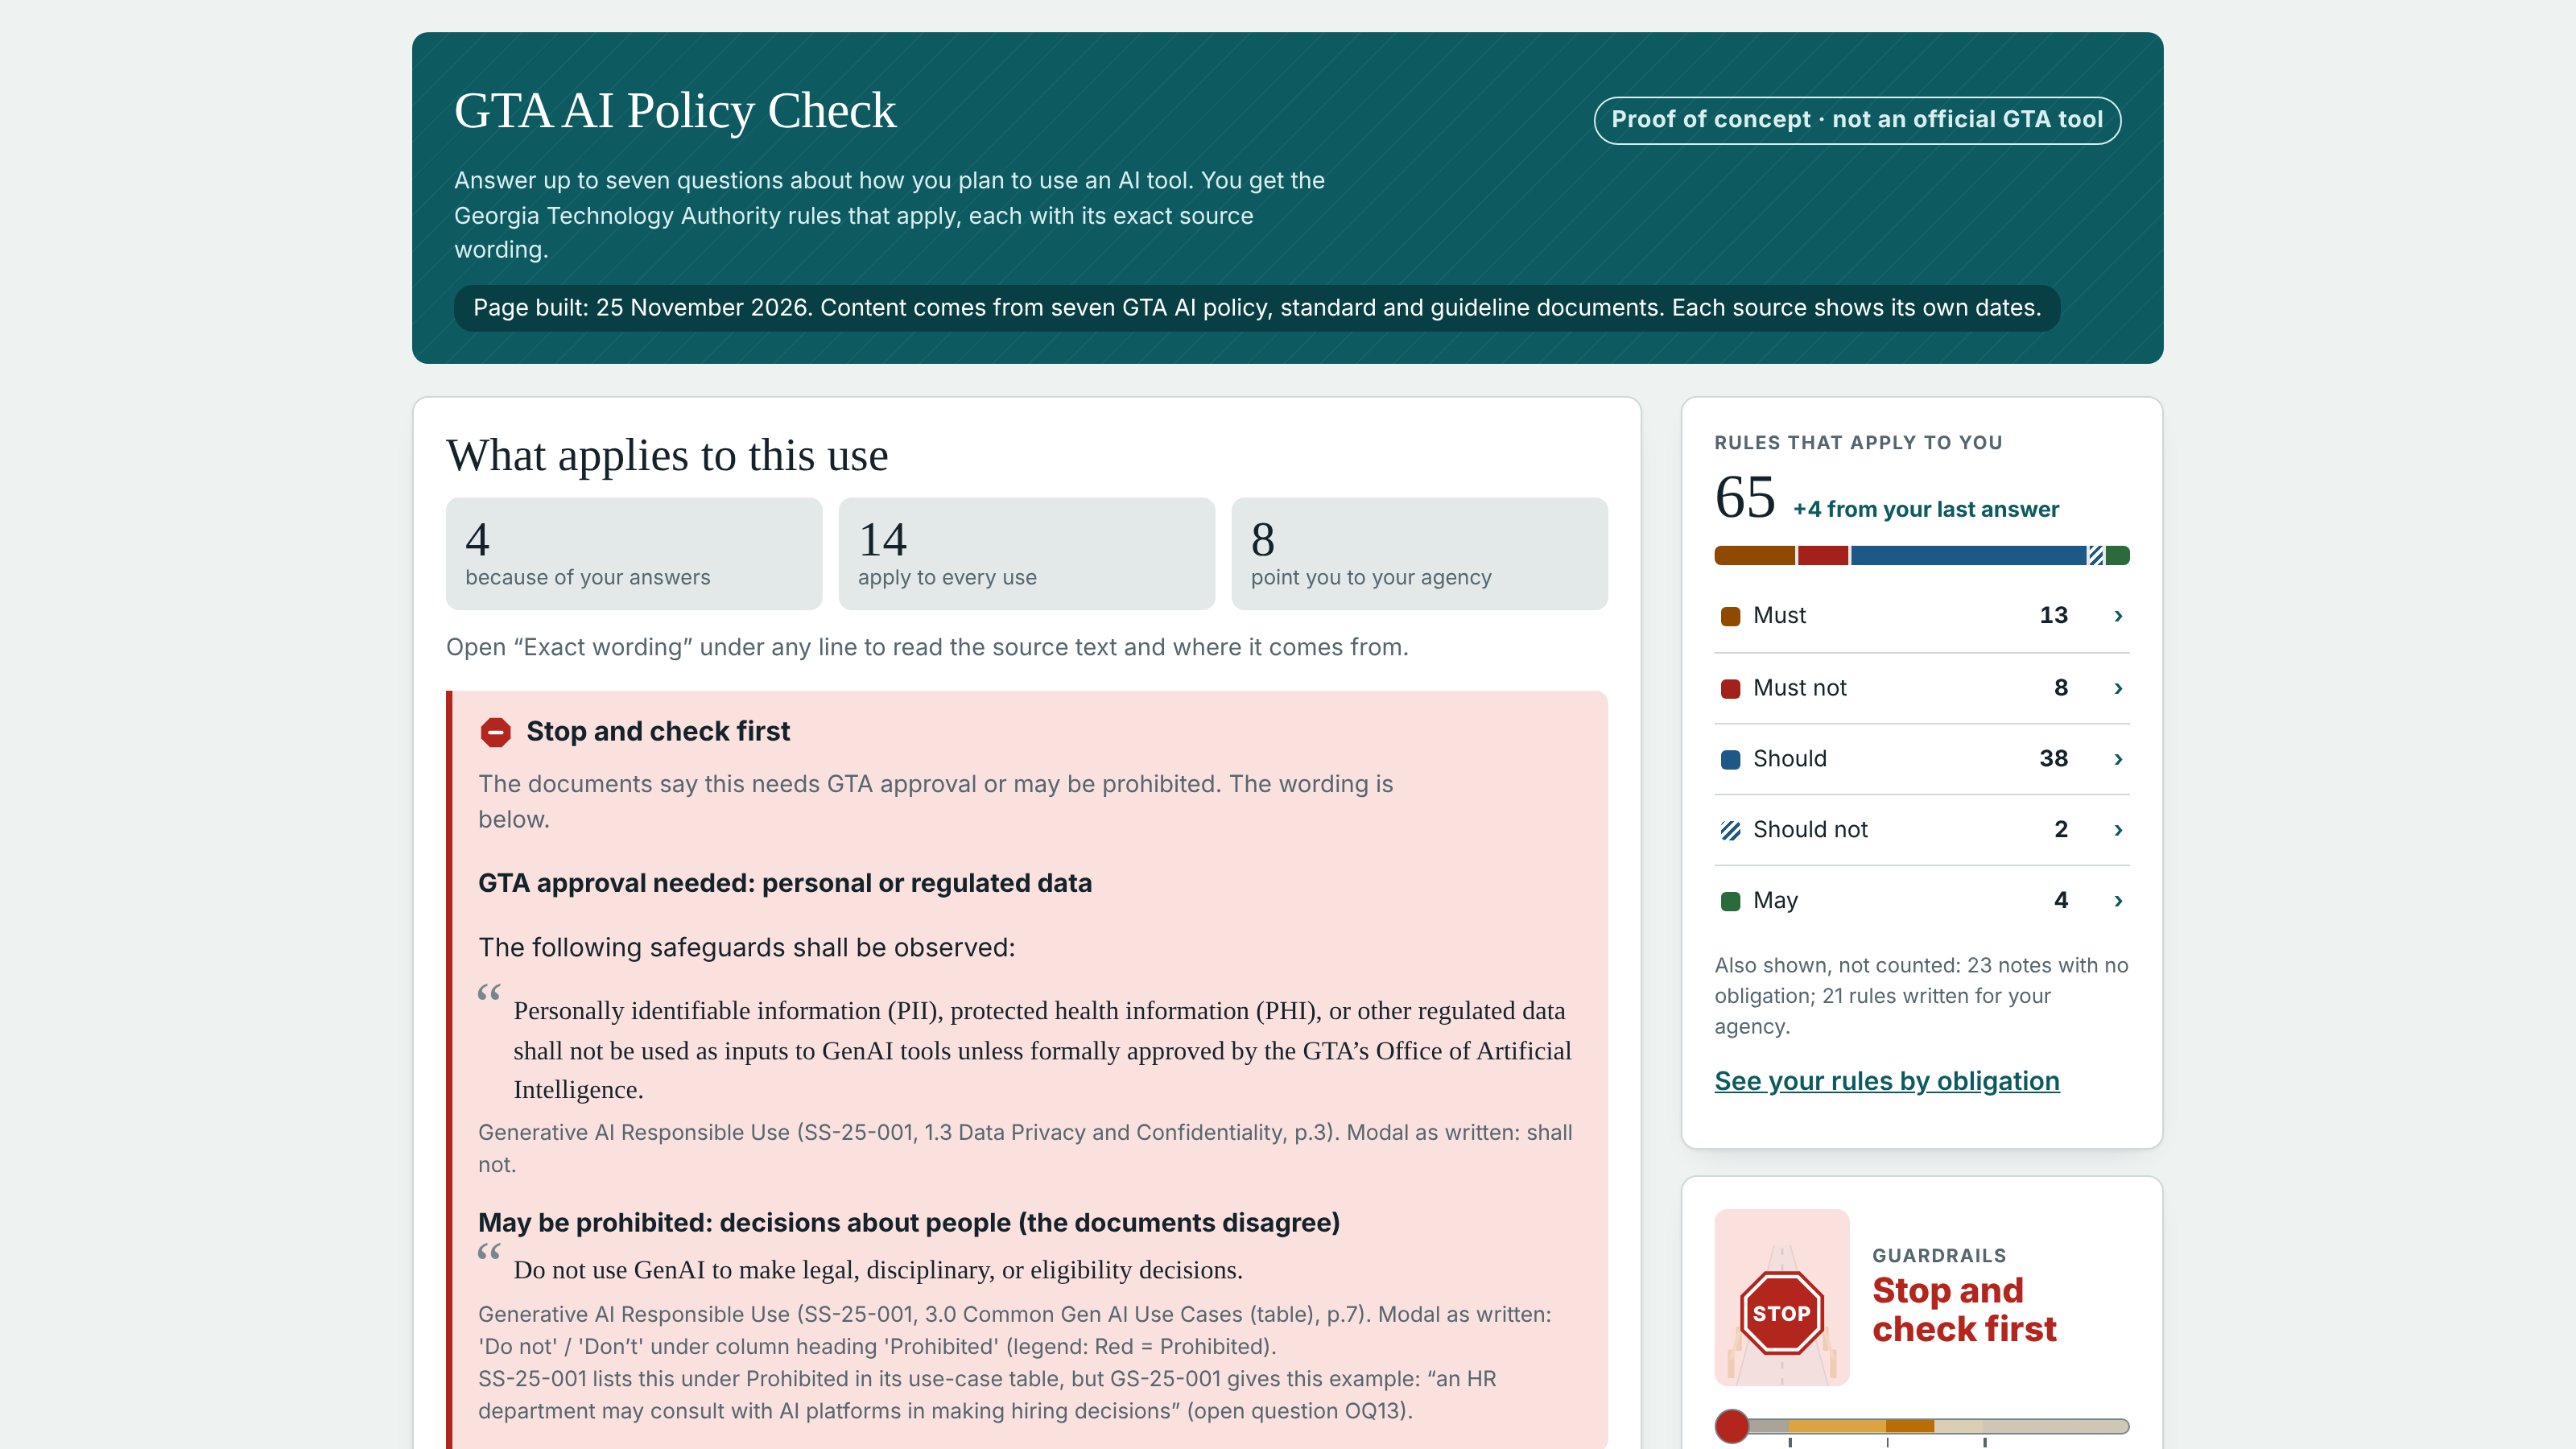 GTA AI Policy Check
Proof of concept · not an official GTA tool
Answer up to seven questions about how you plan to use an AI tool. You get the
Georgia Technology Authority rules that apply, each with its exact source
wording.
Page built: 25 November 2026. Content comes from seven GTA AI policy, standard and guideline documents. Each source shows its own dates.
What applies to this use
4
because of your answers
14
apply to every use
8
point you to your agency
Open “Exact wording” under any line to read the source text and where it comes from.
Stop and check first
The documents say this needs GTA approval or may be prohibited. The wording is
below.
GTA approval needed: personal or regulated data
The following safeguards shall be observed:
“
Personally identifiable information (PII), protected health information (PHI), or other regulated data
shall not be used as inputs to GenAI tools unless formally approved by the GTA’s Office of Artificial
Intelligence.
Generative AI Responsible Use (SS-25-001, 1.3 Data Privacy and Confidentiality, p.3). Modal as written: shall
not.
May be prohibited: decisions about people (the documents disagree)
“
Do not use GenAI to make legal, disciplinary, or eligibility decisions.
Generative AI Responsible Use (SS-25-001, 3.0 Common Gen AI Use Cases (table), p.7). Modal as written:
'Do not' / 'Don’t' under column heading 'Prohibited' (legend: Red = Prohibited).
SS-25-001 lists this under Prohibited in its use-case table, but GS-25-001 gives this example: “an HR
department may consult with AI platforms in making hiring decisions” (open question OQ13).
RULES THAT APPLY TO YOU
65 +4 from your last answer
Must 13 ›
Must not 8 ›
Should 38 ›
Should not 2 ›
May 4 ›
Also shown, not counted: 23 notes with no
obligation; 21 rules written for your
agency.
See your rules by obligation
STOP
GUARDRAILS
Stop and
check first